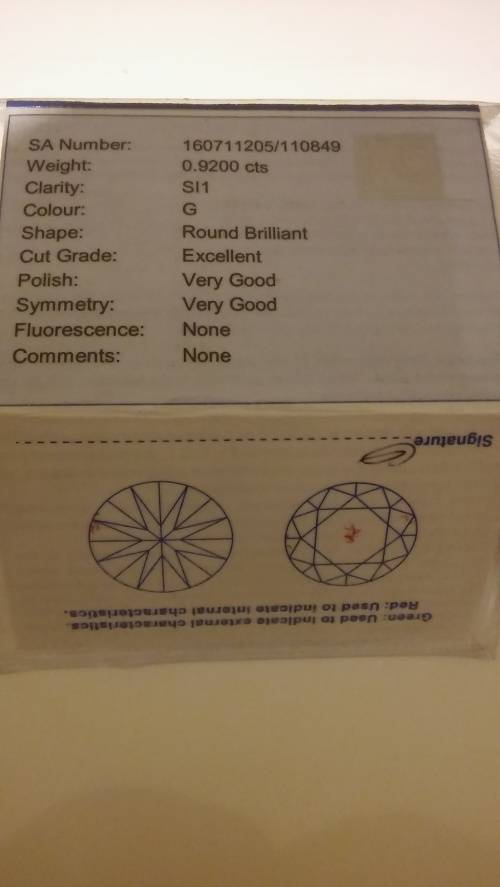 SA Number: 160711205/110849
Weight: 0.9200 cts
Clarity: SI1
Colour: G
Shape: Round Brilliant
Cut Grade: Excellent
Polish: Very Good
Symmetry: Very Good
Fluorescence: None
Comments: None
Signature
Green: Used to indicate external characteristics.
Red: Used to indicate internal characteristics.